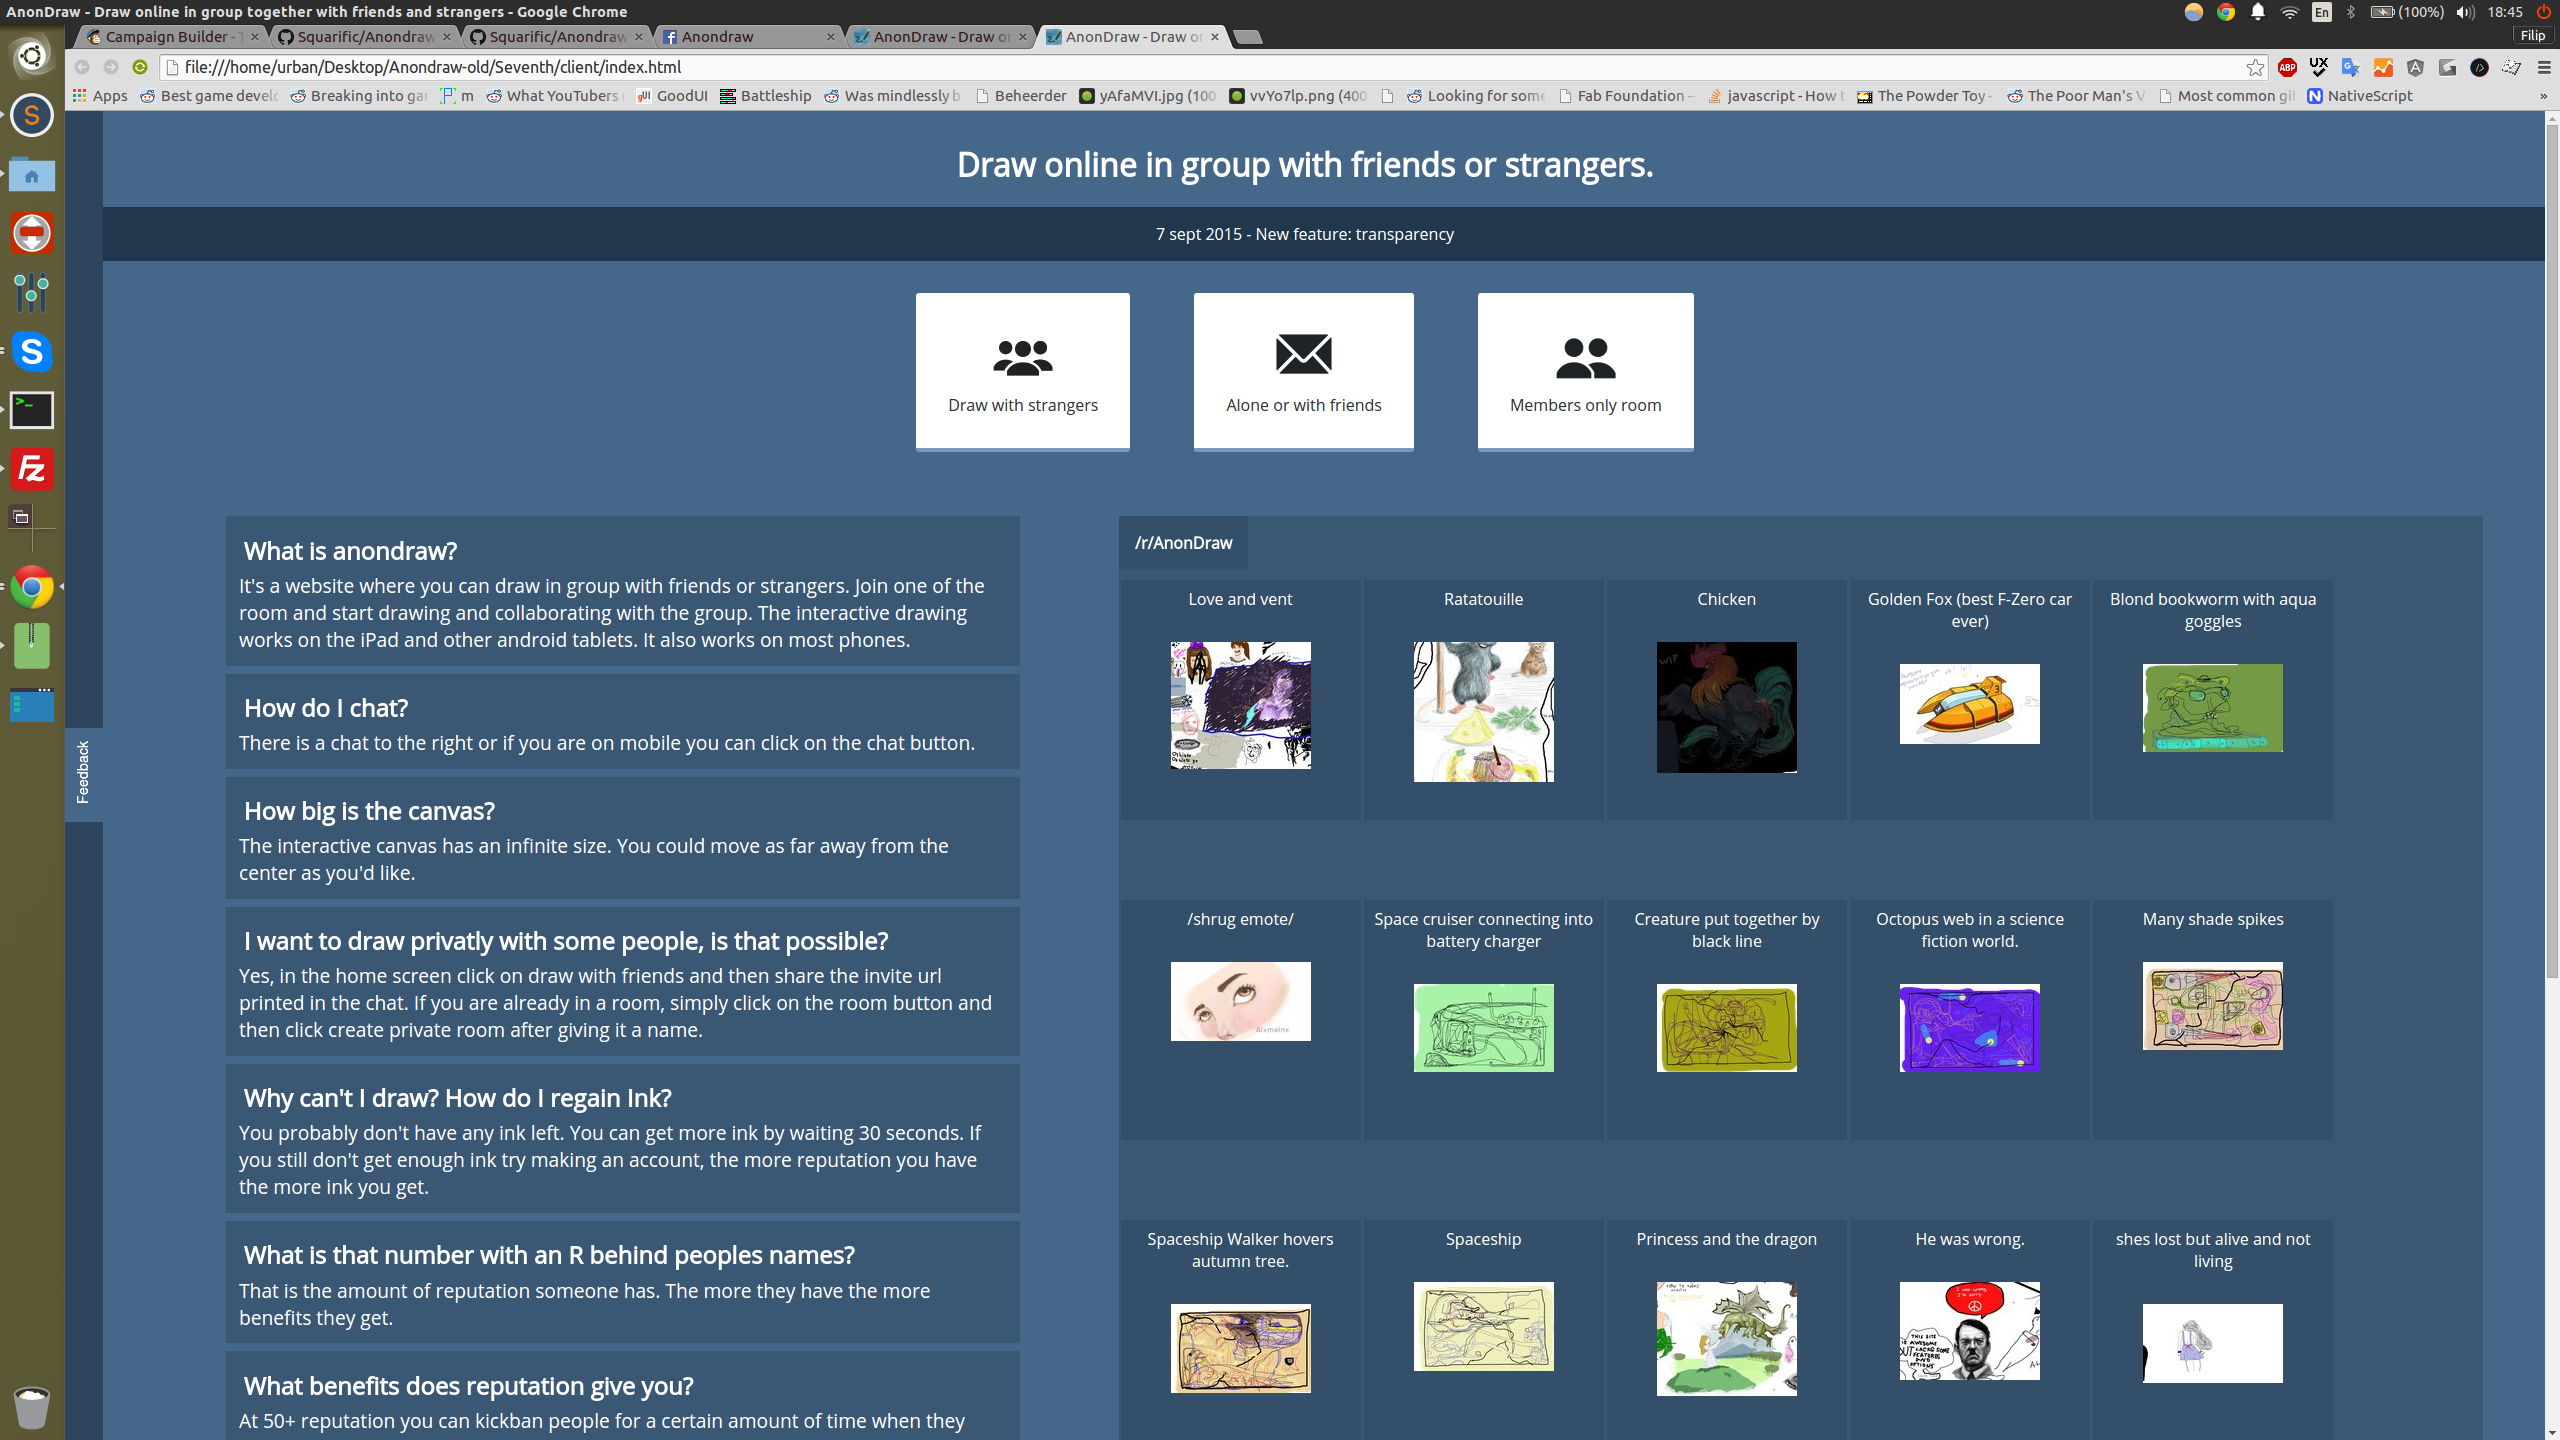 AnonDraw - Draw online in group together with friends and strangers - Google Chrome
En
(100%)
18:45
Campaign Builder - T
Squarific/Anondraw
Squarific/Anondraw
Anondraw
AnonDraw - Draw or
AnonDraw - Draw or
Filip
file:///home/urban/Desktop/Anondraw-old/Seventh/client/index.html
ABP
UX
Apps
Best game develo
Breaking into gar
m
What YouTubers
gUI
GoodUI
Battleship
Was mindlessly b
Beheerder
yAfaMVI.jpg (100
vvYo7lp.png (400
Looking for some
Fab Foundation –
javascript - How t
The Powder Toy -
The Poor Man's V
Most common gi
NativeScript
»
Draw online in group with friends or strangers.
7 sept 2015 - New feature: transparency
Draw with strangers
Alone or with friends
Members only room
Feedback
What is anondraw?
It's a website where you can draw in group with friends or strangers. Join one of the
room and start drawing and collaborating with the group. The interactive drawing
works on the iPad and other android tablets. It also works on most phones.
How do I chat?
There is a chat to the right or if you are on mobile you can click on the chat button.
How big is the canvas?
The interactive canvas has an infinite size. You could move as far away from the
center as you'd like.
I want to draw privatly with some people, is that possible?
Yes, in the home screen click on draw with friends and then share the invite url
printed in the chat. If you are already in a room, simply click on the room button and
then click create private room after giving it a name.
Why can't I draw? How do I regain Ink?
You probably don't have any ink left. You can get more ink by waiting 30 seconds. If
you still don't get enough ink try making an account, the more reputation you have
the more ink you get.
What is that number with an R behind peoples names?
That is the amount of reputation someone has. The more they have the more
benefits they get.
What benefits does reputation give you?
At 50+ reputation you can kickban people for a certain amount of time when they
/r/AnonDraw
Love and vent
Ratatouille
Chicken
WIP
Golden Fox (best F-Zero car
ever)
Blond bookworm with aqua
goggles
/shrug emote/
Space cruiser connecting into
battery charger
Creature put together by
black line
Octopus web in a science
fiction world.
Many shade spikes
Spaceship Walker hovers
autumn tree.
Spaceship
Princess and the dragon
He was wrong.
I was wrong.
I'm sorry.
THIS SITE
IS AWESOME
BUT LACKS SOME
FEATURES
AND
OPTIONS
shes lost but alive and not
living